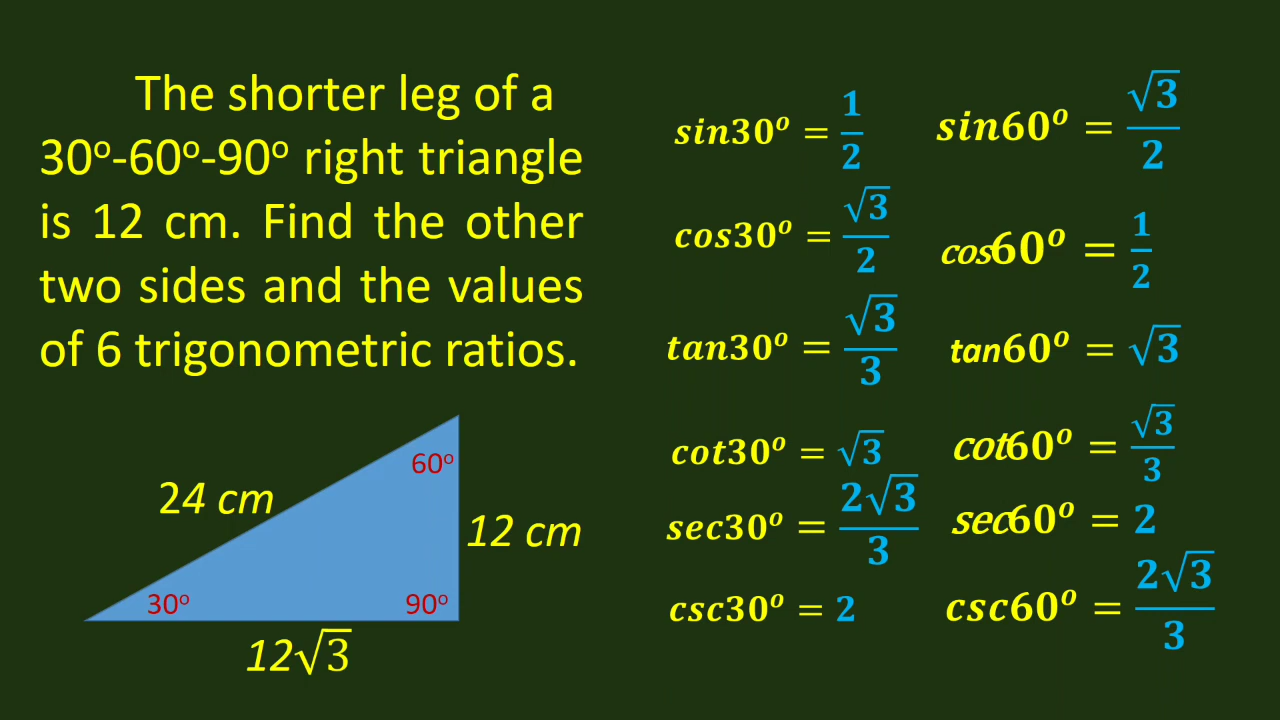 The shorter leg of a
30º-60º-90º right triangle
is 12 cm. Find the other
two sides and the values
of 6 trigonometric ratios.
24 cm
60º
12 cm
30º
90º
12√3
sin30º = 1/2
cos30º = √3/2
tan30º = √3/3
cot30º = √3
sec30º = 2√3/3
csc30º = 2
sin60º = √3/2
cos60º = 1/2
tan60º = √3
cot60º = √3/3
sec60º = 2
csc60º = 2√3/3